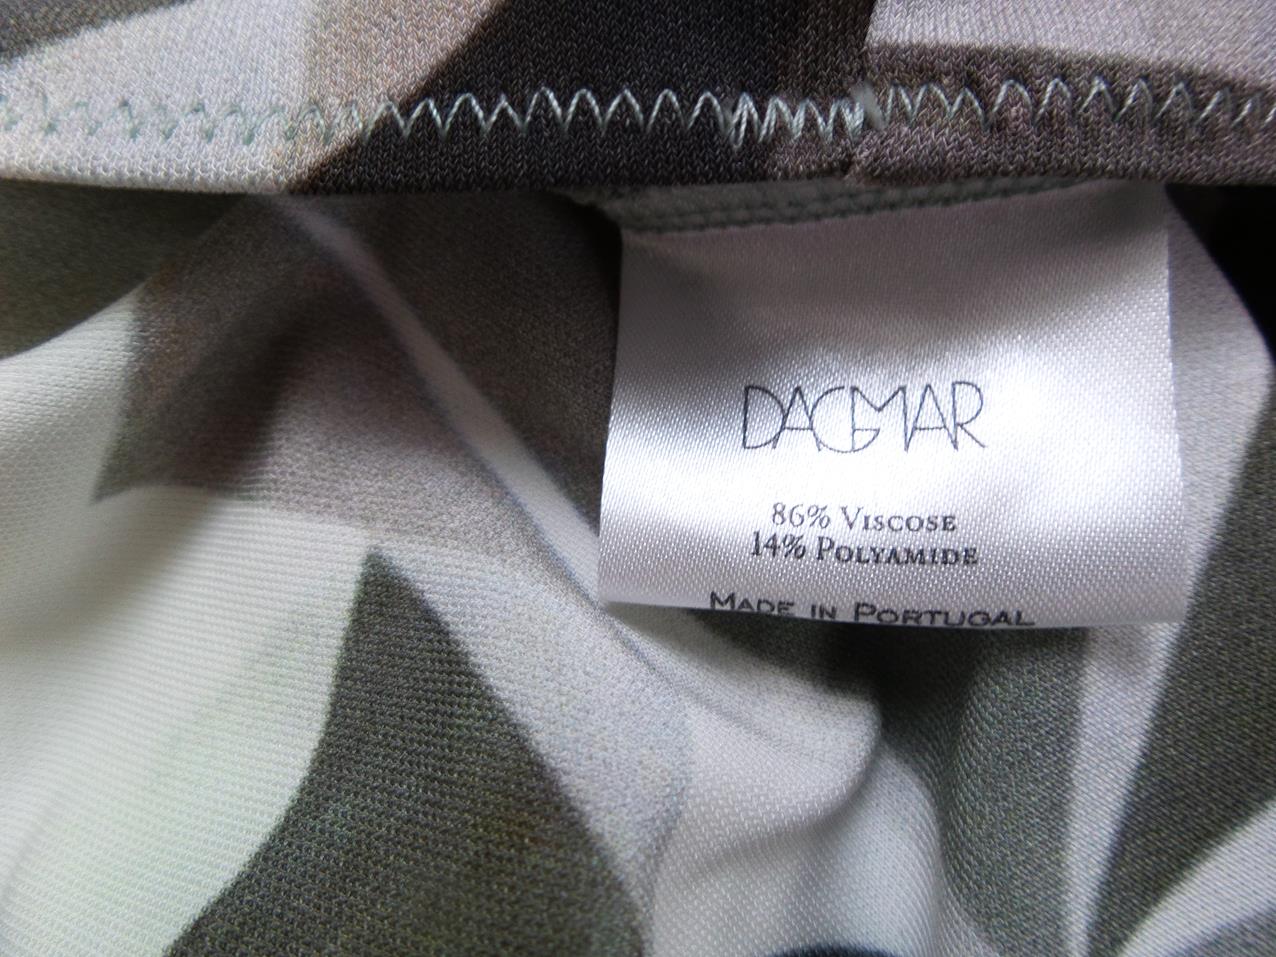 DAGMAR
86% VISCOSE
14% POLYAMIDE
MADE IN PORTUGAL